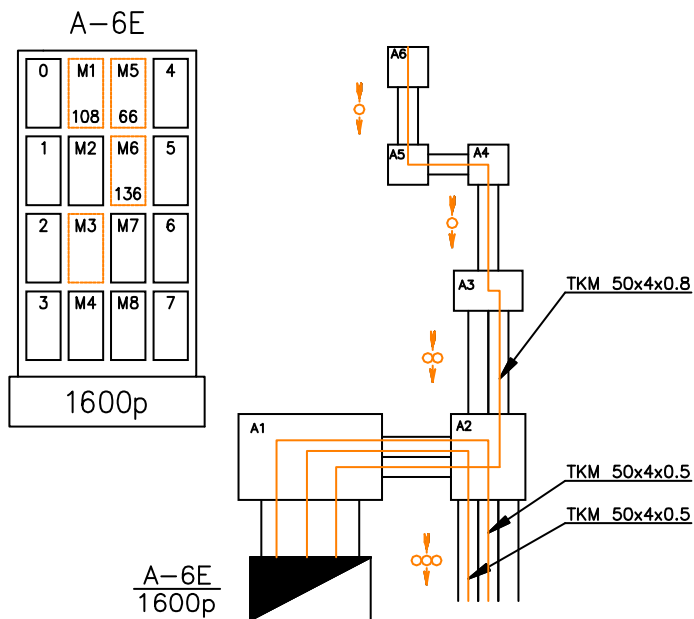 A-6E
0 M1 M5 4
108 66
1 M2 M6 5
136
2 M3 M7 6
3 M4 M8 7
1600p
A6
A5 A4
A3
TKM 50x4x0.8
A1 A2
TKM 50x4x0.5
TKM 50x4x0.5
A-6E
1600p